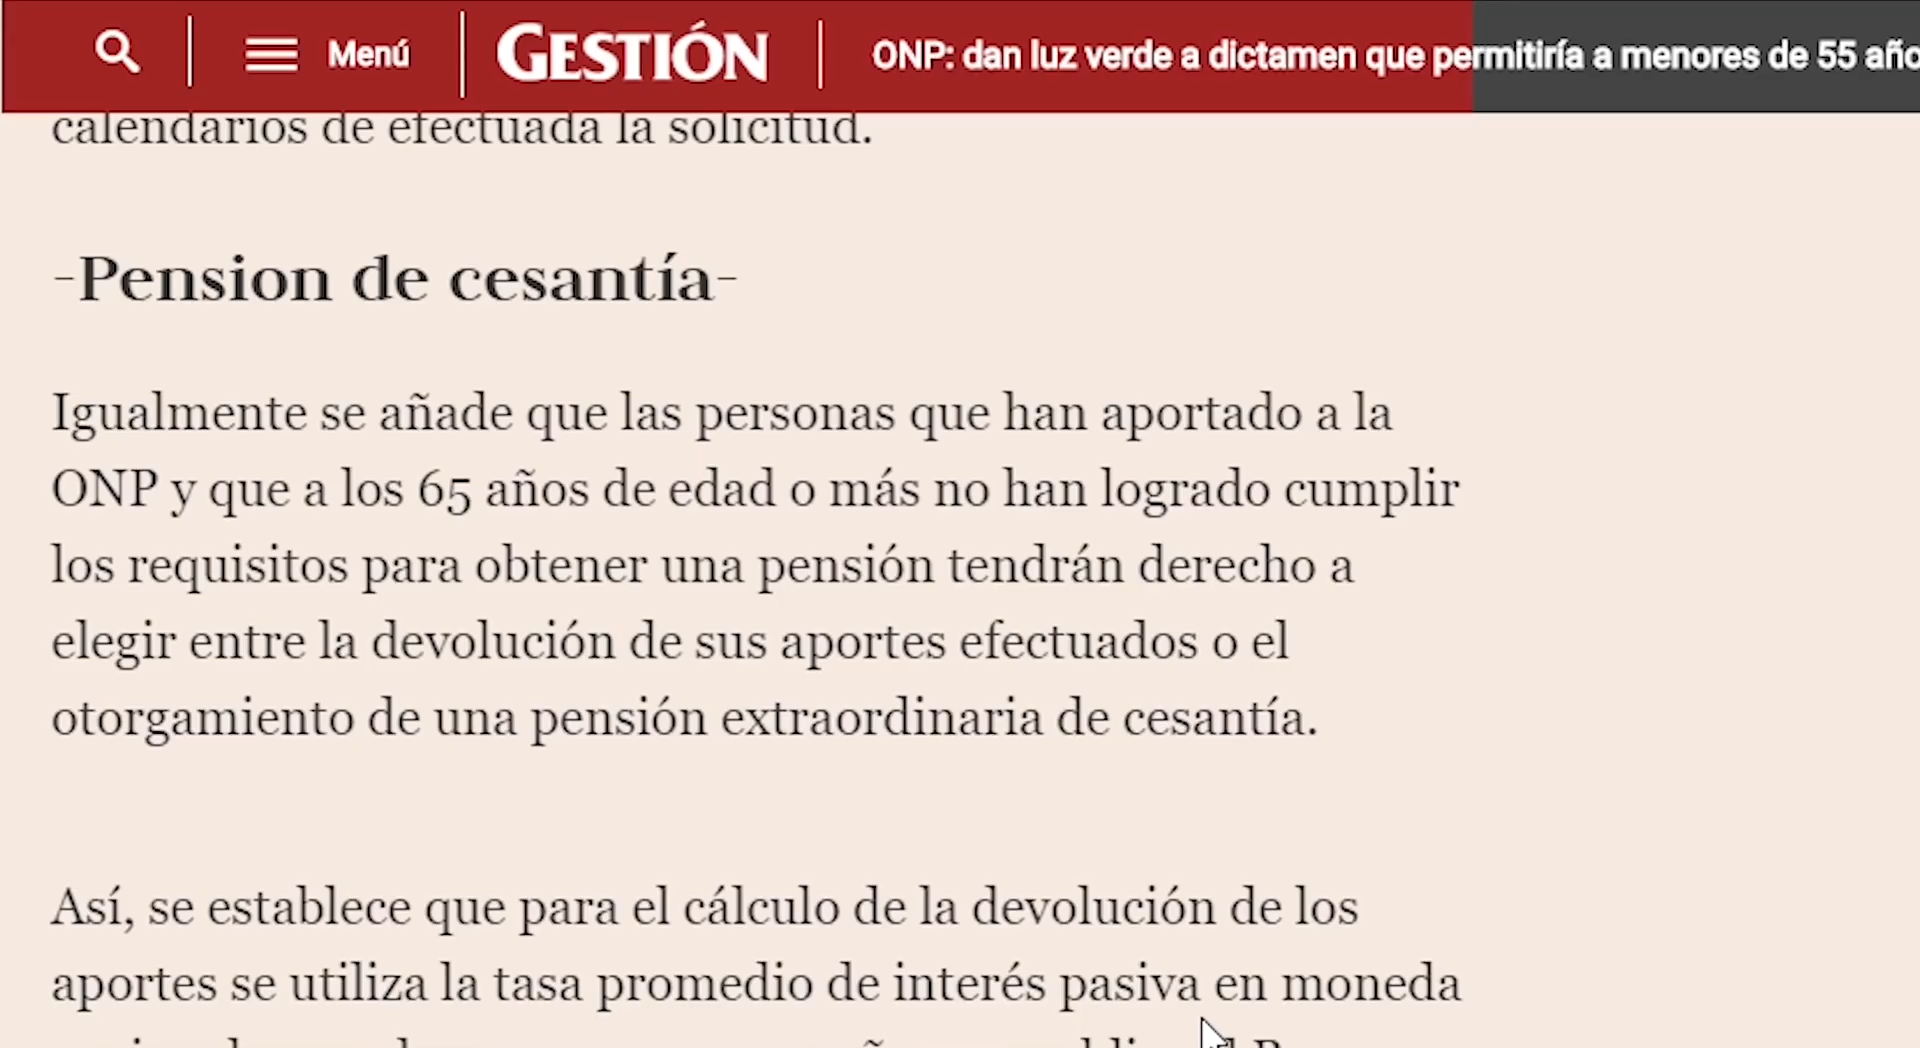 Menú
GESTIÓN
ONP: dan luz verde a dictamen que permitiría a menores de 55 año
calendarios de efectuada la solicitud.
-Pension de cesantía-
Igualmente se añade que las personas que han aportado a la
ONP y que a los 65 años de edad o más no han logrado cumplir
los requisitos para obtener una pensión tendrán derecho a
elegir entre la devolución de sus aportes efectuados o el
otorgamiento de una pensión extraordinaria de cesantía.
Así, se establece que para el cálculo de la devolución de los
aportes se utiliza la tasa promedio de interés pasiva en moneda